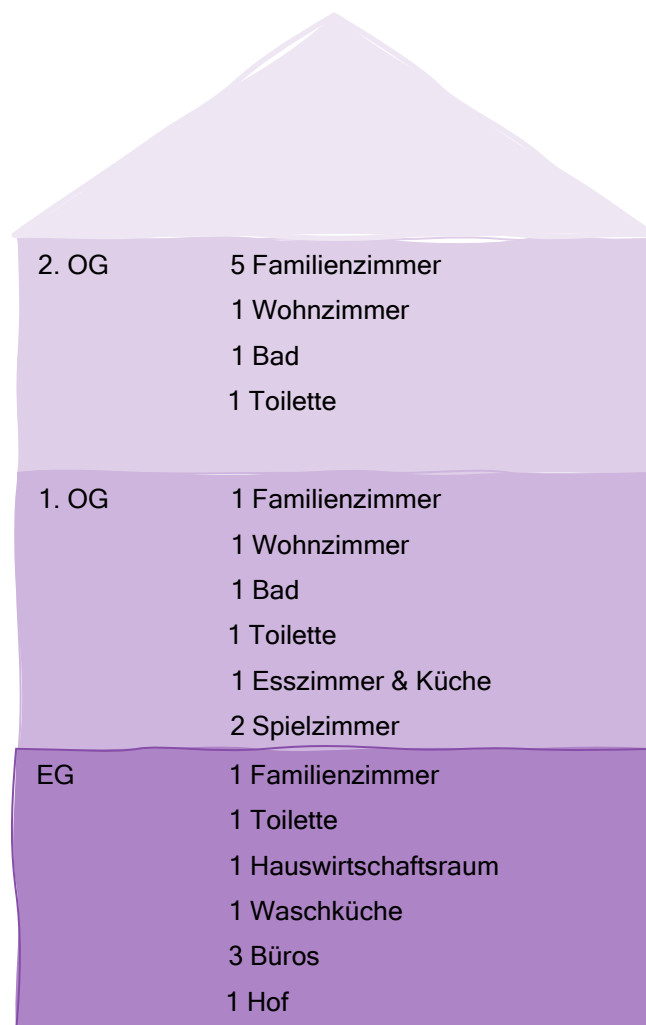 2. OG 5 Familienzimmer
1 Wohnzimmer
1 Bad
1 Toilette
1. OG 1 Familienzimmer
1 Wohnzimmer
1 Bad
1 Toilette
1 Esszimmer & Küche
2 Spielzimmer
EG 1 Familienzimmer
1 Toilette
1 Hauswirtschaftsraum
1 Waschküche
3 Büros
1 Hof